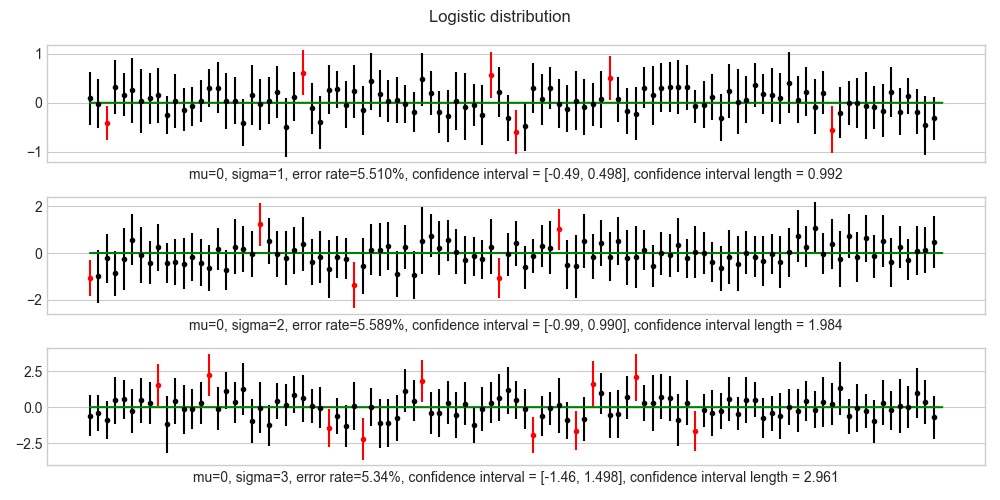 Logistic distribution
1
0
−1
mu=0, sigma=1, error rate=5.510%, confidence interval = [-0.49, 0.498], confidence interval length = 0.992
2
0
−2
mu=0, sigma=2, error rate=5.589%, confidence interval = [-0.99, 0.990], confidence interval length = 1.984
2.5
0.0
−2.5
mu=0, sigma=3, error rate=5.34%, confidence interval = [-1.46, 1.498], confidence interval length = 2.961